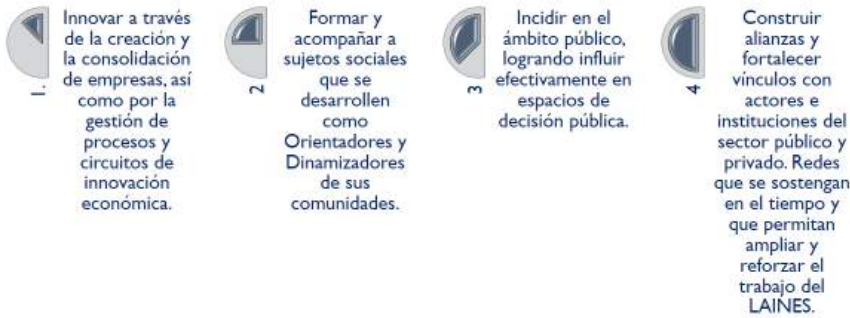 1.
Innovar a través
de la creación y
la consolidación
de empresas, así
como por la
gestión de
procesos y
circuitos de
innovación
económica.
2
Formar y
acompañar a
sujetos sociales
que se
desarrollen
como
Orientadores y
Dinamizadores
de sus
comunidades.
3
Incidir en el
ámbito público,
logrando influir
efectivamente en
espacios de
decisión pública.
4
Construir
alianzas y
fortalecer
vínculos con
actores e
instituciones del
sector público y
privado. Redes
que se sostengan
en el tiempo y
que permitan
ampliar y
reforzar el
trabajo del
LAINES.